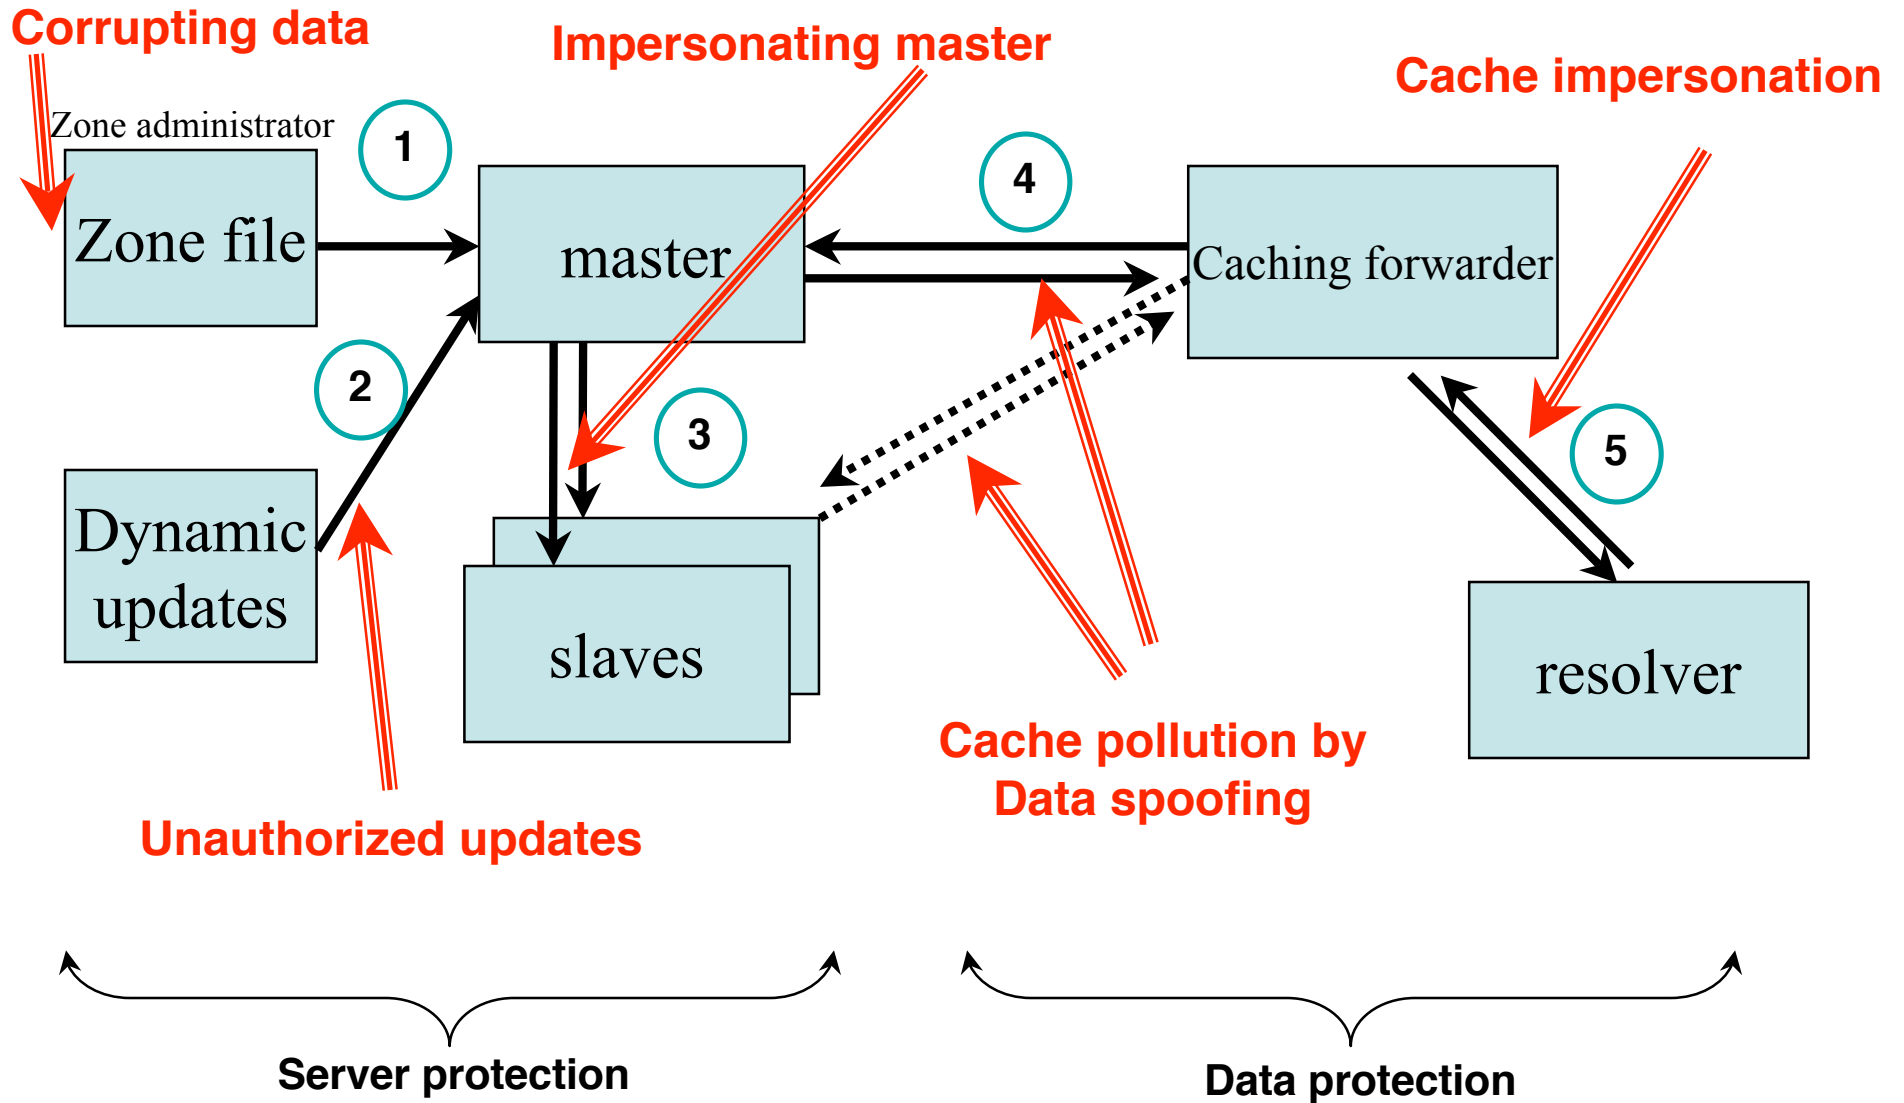 Corrupting data
Impersonating master
Cache impersonation
Zone administrator
1
4
Zone file
master
Caching forwarder
2
3
5
Dynamic
updates
slaves
resolver
Cache pollution by
Data spoofing
Unauthorized updates
Server protection
Data protection